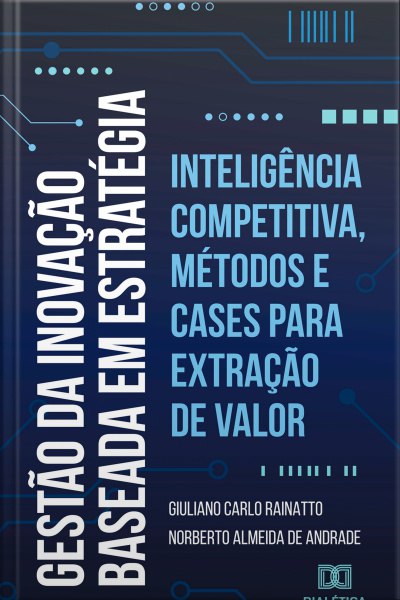 GESTÃO DA INOVAÇÃO
BASEADA EM ESTRATÉGIA
INTELIGÊNCIA
COMPETITIVA,
MÉTODOS E
CASES PARA
EXTRAÇÃO
DE VALOR
GIULIANO CARLO RAINATTO
NORBERTO ALMEIDA DE ANDRADE
DIALÉTICA